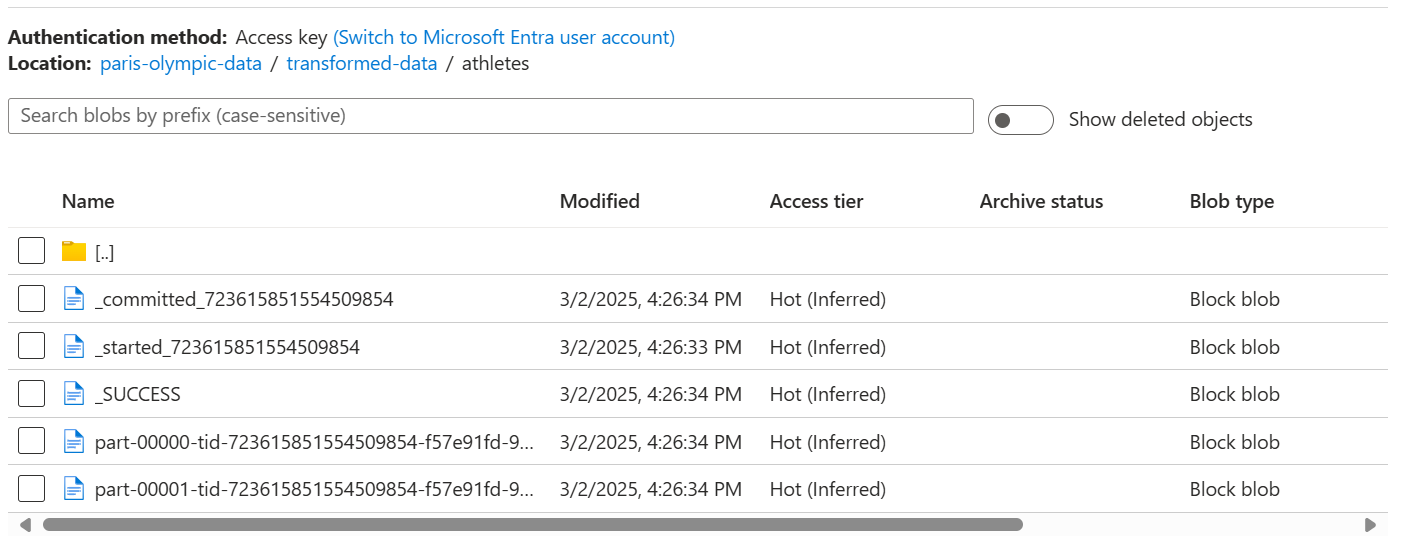 Authentication method: Access key (Switch to Microsoft Entra user account)
Location: paris-olympic-data / transformed-data / athletes
Search blobs by prefix (case-sensitive) Show deleted objects
Name Modified Access tier Archive status Blob type
[..]
_committed_723615851554509854 3/2/2025, 4:26:34 PM Hot (Inferred) Block blob
_started_723615851554509854 3/2/2025, 4:26:33 PM Hot (Inferred) Block blob
_SUCCESS 3/2/2025, 4:26:34 PM Hot (Inferred) Block blob
part-00000-tid-723615851554509854-f57e91fd-9... 3/2/2025, 4:26:34 PM Hot (Inferred) Block blob
part-00001-tid-723615851554509854-f57e91fd-9... 3/2/2025, 4:26:34 PM Hot (Inferred) Block blob